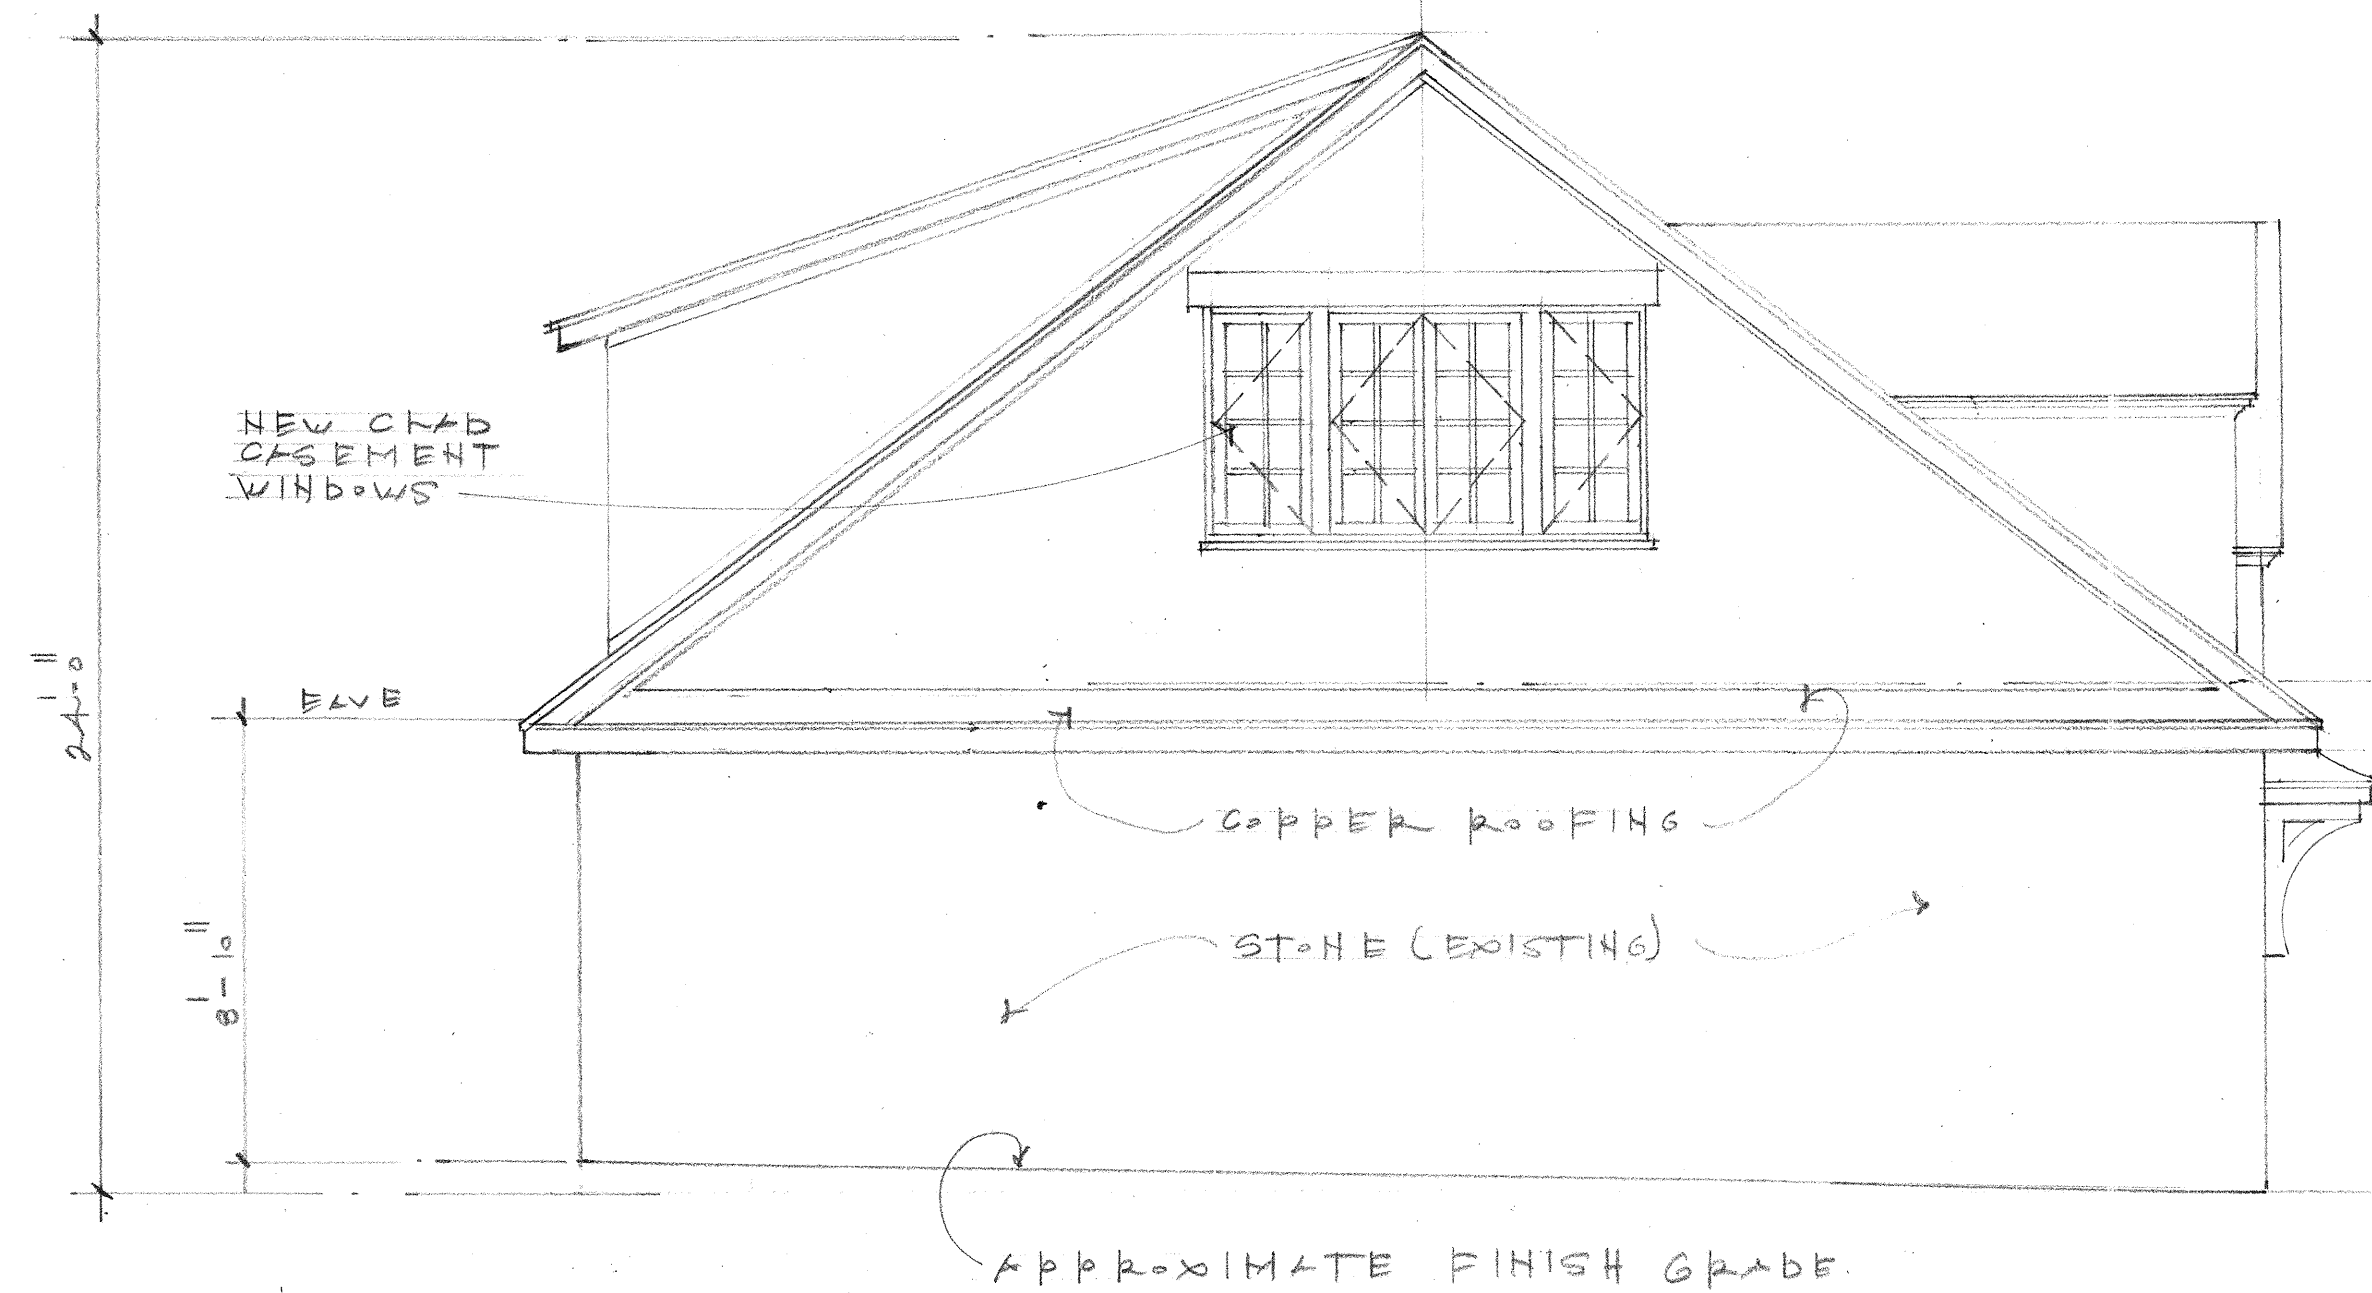 NEW CLAD
CASEMENT
WINDOWS
EAVE
24'-0"
8'-10"
COPPER ROOFING
STONE (EXISTING)
APPROXIMATE FINISH GRADE.